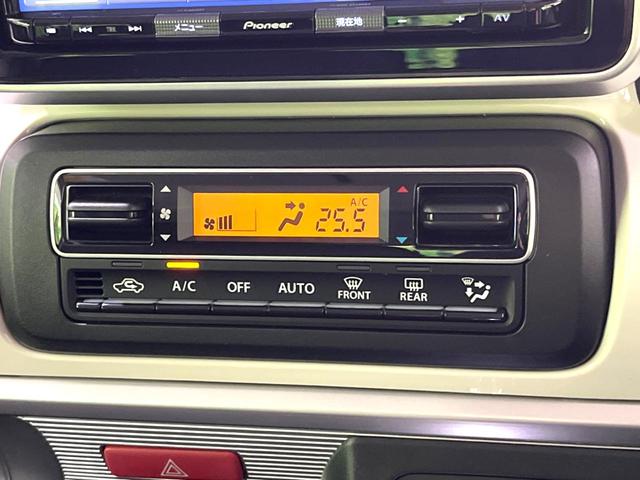 メニュー Pioneer 現在地 − + AV
A/C
25.5
A/C OFF AUTO FRONT REAR